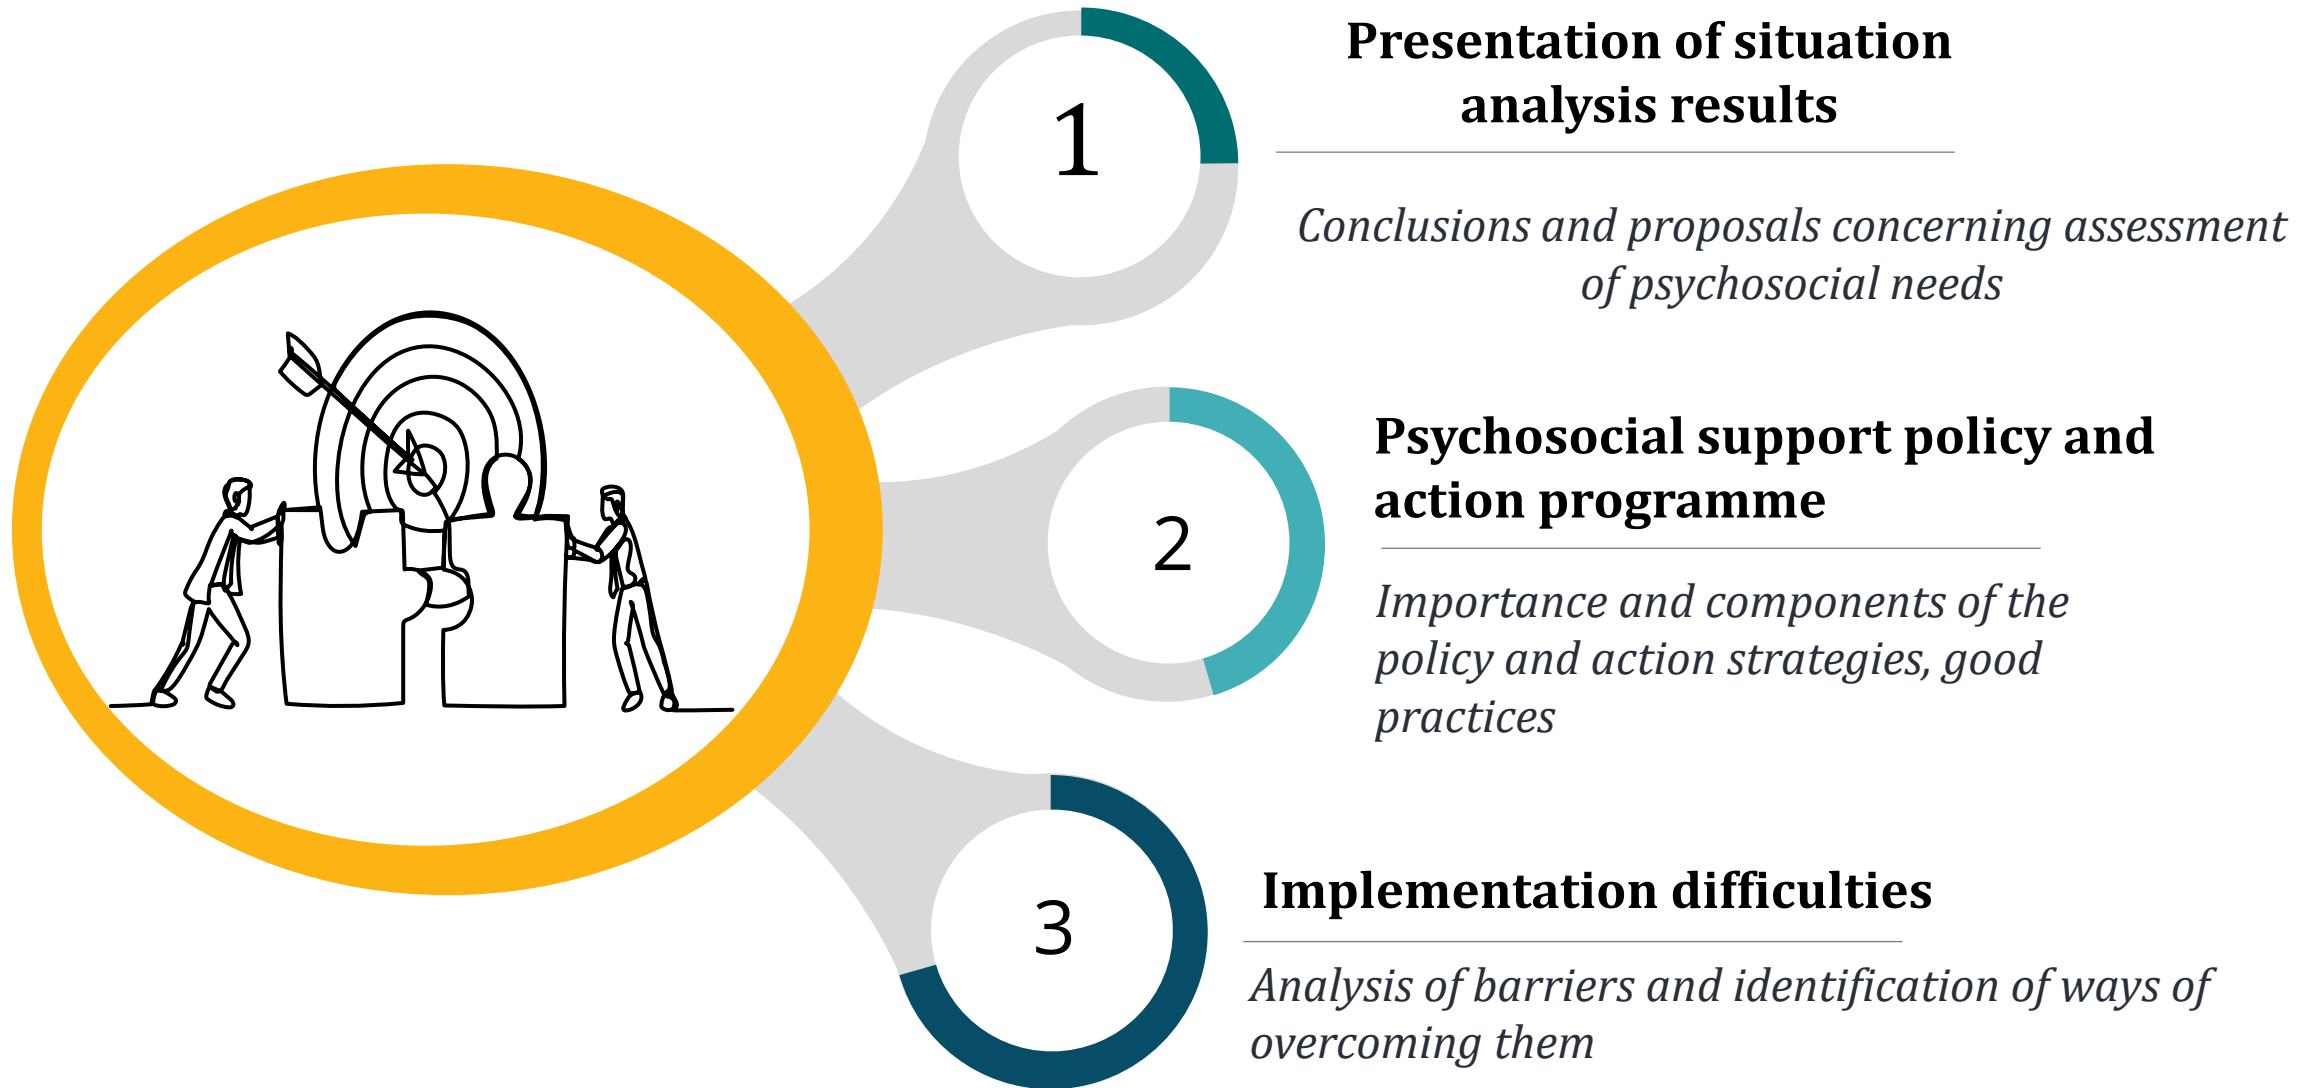 1
Presentation of situation
analysis results
Conclusions and proposals concerning assessment
of psychosocial needs
2
Psychosocial support policy and
action programme
Importance and components of the
policy and action strategies, good
practices
3
Implementation difficulties
Analysis of barriers and identification of ways of
overcoming them